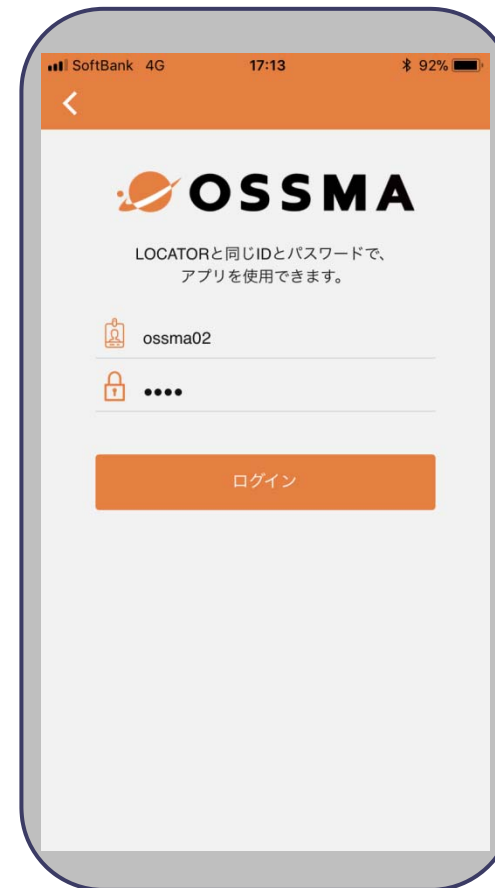 SoftBank 4G 17:13 92%
OSSMA
LOCATORと同じIDとパスワードで、
アプリを使用できます。
ossma02
••••
ログイン